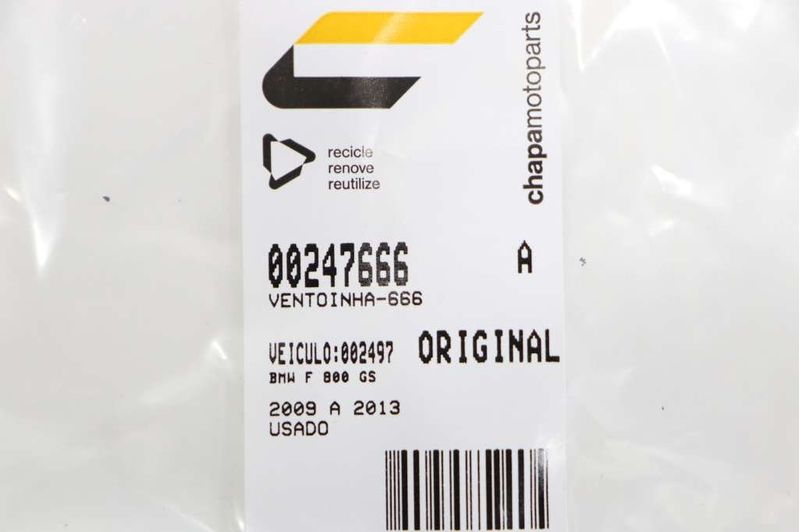 chapamotoparts
recicle
renove
reutilize
00247666 A
VENTOINHA-666
VEICULO:002497 ORIGINAL
BMW F 800 GS
2009 A 2013
USADO